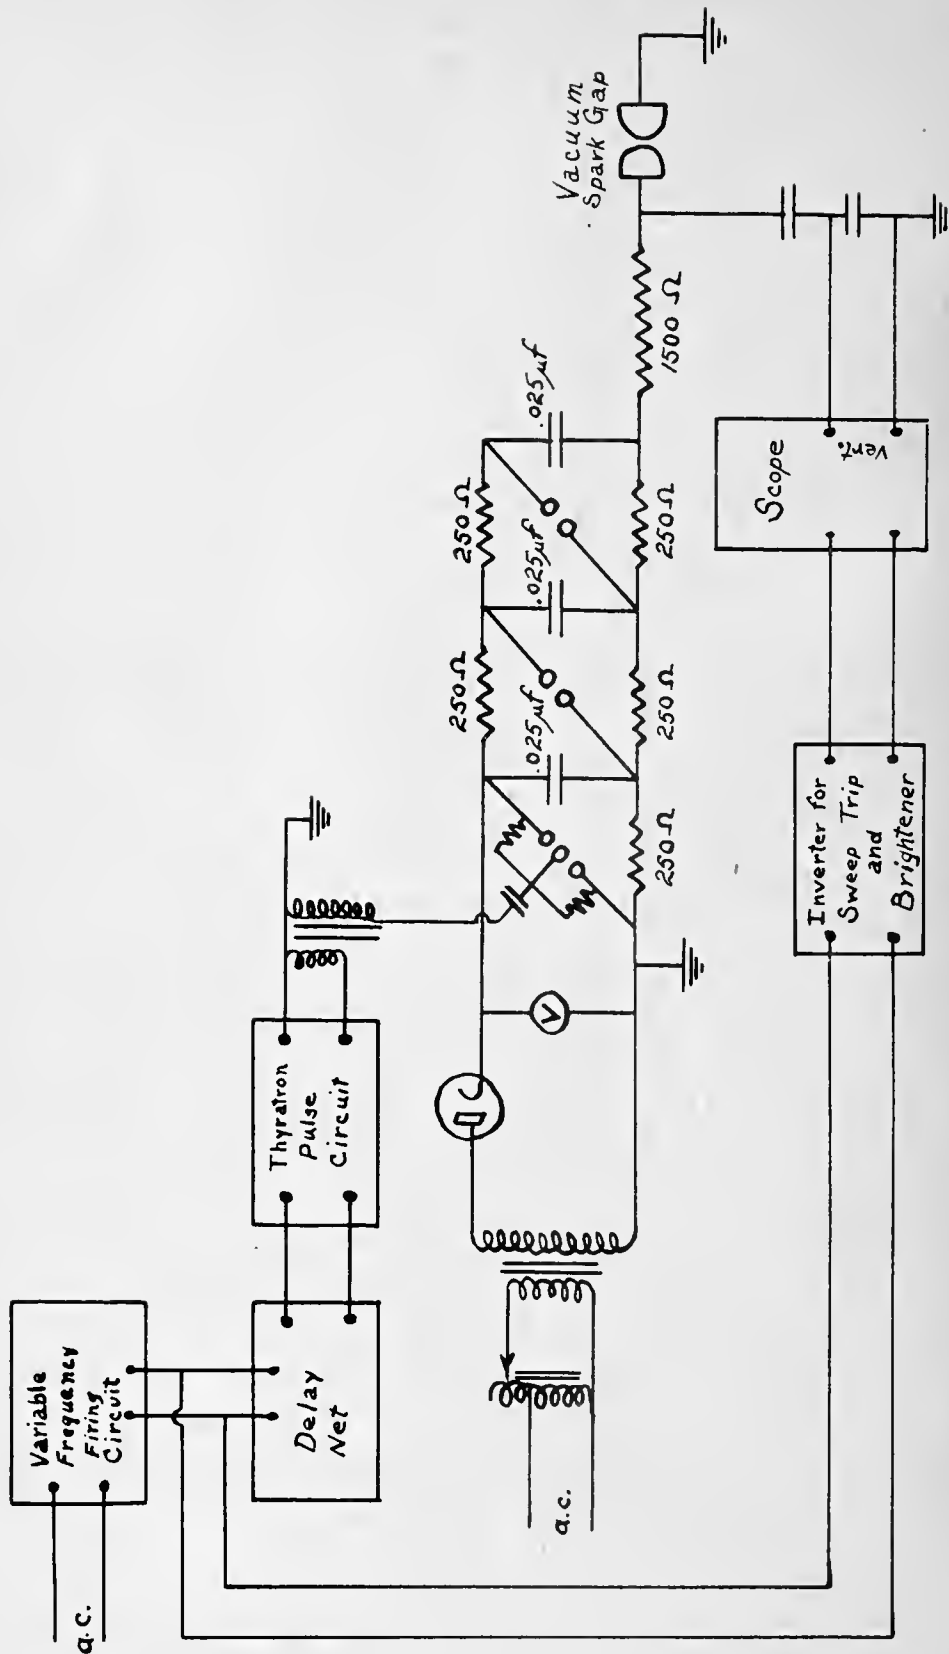 a.c.
Variable
Frequency
Firing
Circuit
Delay
Net
Thyratron
Pulse
Circuit
a.c.
V
250 Ω
250 Ω
.025 μf
.025 μf
.025 μf
250 Ω
250 Ω
250 Ω
1500 Ω
Vacuum
Spark Gap
Inverter for
Sweep Trip
and
Brightener
Scope
Vert.